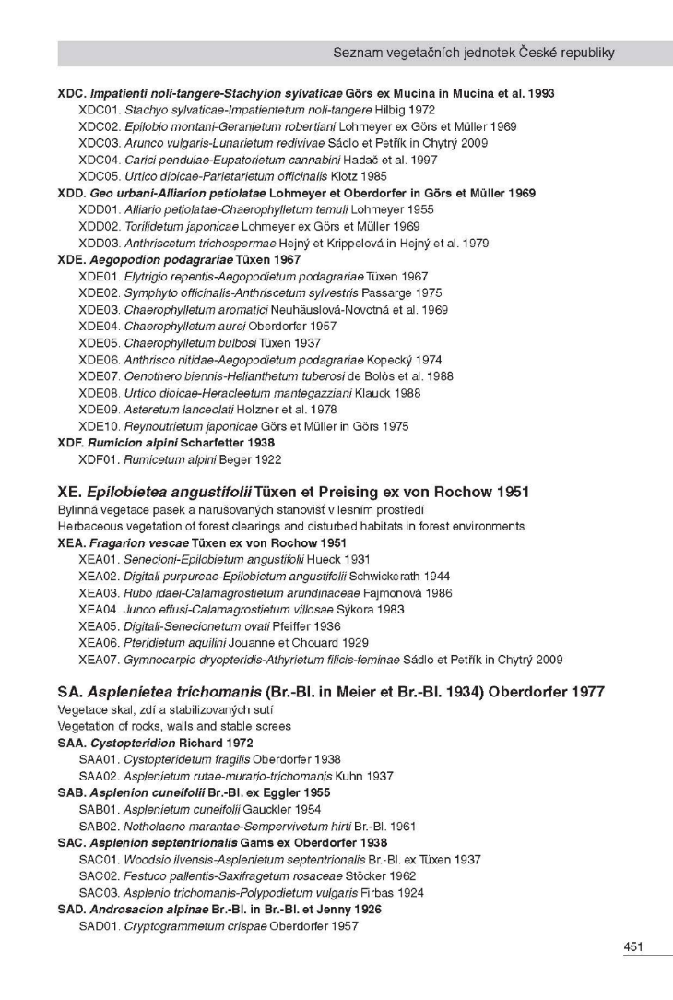 Seznam vegetačních jednotek České republiky
XDC. Impatienti noli-tangere-Stachyion sylvaticae Görs ex Mucina in Mucina et al. 1993
XDC01. Stachyo sylvaticae-Impatientetum noli-tangere Hilbig 1972
XDC02. Epilobio montani-Geranietum robertiani Lohmeyer ex Görs et Müller 1969
XDC03. Arunco vulgaris-Lunarietum redivivae Sádlo et Petřík in Chytrý 2009
XDC04. Carici pendulae-Eupatorietum cannabini Hadač et al. 1997
XDC05. Urtico dioicae-Parietarietum officinalis Klotz 1985
XDD. Geo urbani-Alliarion petiolatae Lohmeyer et Oberdorfer in Görs et Müller 1969
XDD01. Alliario petiolatae-Chaerophylletum temuli Lohmeyer 1955
XDD02. Torilidetum japonicae Lohmeyer ex Görs et Müller 1969
XDD03. Anthriscetum trichospermae Hejný et Krippelová in Hejný et al. 1979
XDE. Aegopodion podagrariae Tüxen 1967
XDE01. Elytrigio repentis-Aegopodietum podagrariae Tüxen 1967
XDE02. Symphyto officinalis-Anthriscetum sylvestris Passarge 1975
XDE03. Chaerophylletum aromatici Neuhäuslová-Novotná et al. 1969
XDE04. Chaerophylletum aurei Oberdorfer 1957
XDE05. Chaerophylletum bulbosi Tüxen 1937
XDE06. Anthrisco nitidae-Aegopodietum podagrariae Kopecký 1974
XDE07. Oenothero biennis-Helianthetum tuberosi de Bolòs et al. 1988
XDE08. Urtico dioicae-Heracleetum mantegazziani Klauck 1988
XDE09. Asteretum lanceolati Holzner et al. 1978
XDE10. Reynoutrietum japonicae Görs et Müller in Görs 1975
XDF. Rumicion alpini Scharfetter 1938
XDF01. Rumicetum alpini Beger 1922
XE. Epilobietea angustifolii Tüxen et Preising ex von Rochow 1951
Bylinná vegetace pasek a narušovaných stanovišť v lesním prostředí
Herbaceous vegetation of forest clearings and disturbed habitats in forest environments
XEA. Fragarion vescae Tüxen ex von Rochow 1951
XEA01. Senecioni-Epilobietum angustifolii Hueck 1931
XEA02. Digitali purpureae-Epilobietum angustifolii Schwickerath 1944
XEA03. Rubo idaei-Calamagrostietum arundinaceae Fajmonová 1986
XEA04. Junco effusi-Calamagrostietum villosae Sýkora 1983
XEA05. Digitali-Senecionetum ovati Pfeiffer 1936
XEA06. Pteridietum aquilini Jouanne et Chouard 1929
XEA07. Gymnocarpio dryopteridis-Athyrietum filicis-feminae Sádlo et Petřík in Chytrý 2009
SA. Asplenietea trichomanis (Br.-Bl. in Meier et Br.-Bl. 1934) Oberdorfer 1977
Vegetace skal, zdí a stabilizovaných sutí
Vegetation of rocks, walls and stable screes
SAA. Cystopteridion Richard 1972
SAA01. Cystopteridetum fragilis Oberdorfer 1938
SAA02. Asplenietum rutae-murario-trichomanis Kuhn 1937
SAB. Asplenion cuneifolii Br.-Bl. ex Eggler 1955
SAB01. Asplenietum cuneifolii Gauckler 1954
SAB02. Notholaeno marantae-Sempervivetum hirti Br.-Bl. 1961
SAC. Asplenion septentrionalis Gams ex Oberdorfer 1938
SAC01. Woodsio ilvensis-Asplenietum septentrionalis Br.-Bl. ex Tüxen 1937
SAC02. Festuco pallentis-Saxifragetum rosaceae Stöcker 1962
SAC03. Asplenio trichomanis-Polypodietum vulgaris Firbas 1924
SAD. Androsacion alpinae Br.-Bl. in Br.-Bl. et Jenny 1926
SAD01. Cryptogrammetum crispae Oberdorfer 1957
451